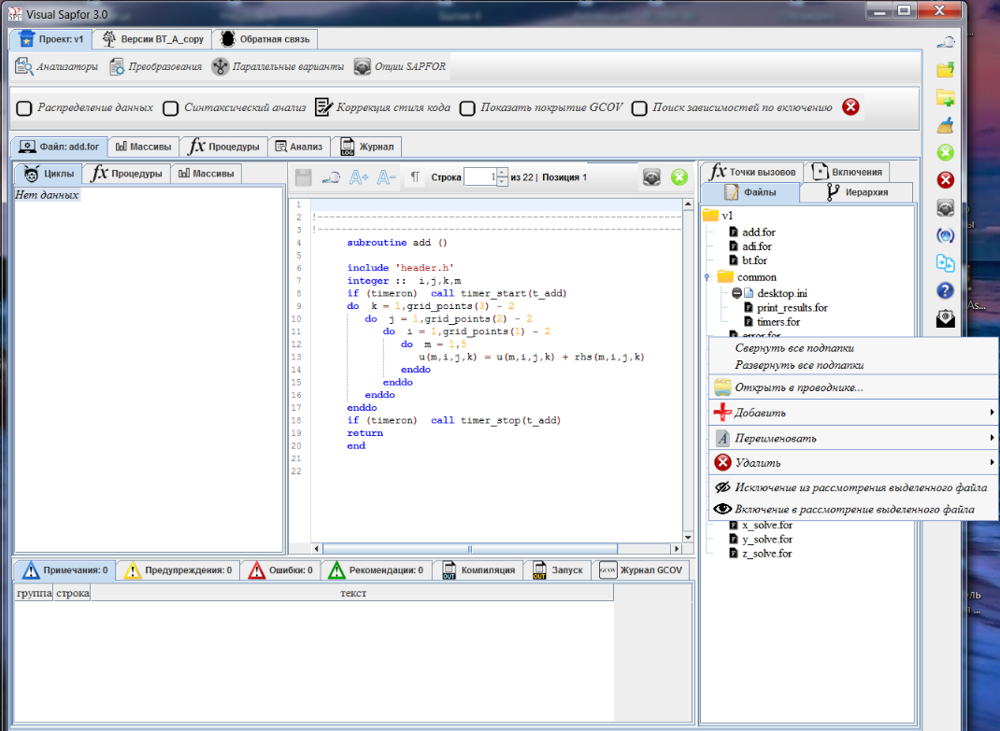 Visual Sapfor 3.0
Проект: v1
Версии BT_A_copy
Обратная связь
Анализаторы
Преобразования
Параллельные варианты
Опции SAPFOR
Распределение данных
Синтаксический анализ
Коррекция стиля кода
Показать покрытие GCOV
Поиск зависимостей по включению
Файл: add.for
Массивы
Процедуры
Анализ
Журнал
Циклы
Процедуры
Массивы
Нет данных
Строка 1 из 22 | Позиция 1
1
2 !------------------------------------------------------------
3 !------------------------------------------------------------
4 subroutine add ()
5
6 include 'header.h'
7 integer :: i,j,k,m
8 if (timeron) call timer_start(t_add)
9 do k = 1,grid_points(3) - 2
10 do j = 1,grid_points(2) - 2
11 do i = 1,grid_points(1) - 2
12 do m = 1,5
13 u(m,i,j,k) = u(m,i,j,k) + rhs(m,i,j,k)
14 enddo
15 enddo
16 enddo
17 enddo
18 if (timeron) call timer_stop(t_add)
19 return
20 end
21
22
Точки вызовов
Включения
Файлы
Иерархия
v1
add.for
adi.for
bt.for
common
desktop.ini
print_results.for
timers.for
error.for
Свернуть все подпапки
Развернуть все подпапки
Открыть в проводнике...
Добавить
Переименовать
Удалить
Исключение из рассмотрения выделенного файла
Включение в рассмотрение выделенного файла
x_solve.for
y_solve.for
z_solve.for
Примечания: 0
Предупреждения: 0
Ошибки: 0
Рекомендации: 0
Компиляция
Запуск
Журнал GCOV
группа
строка
текст